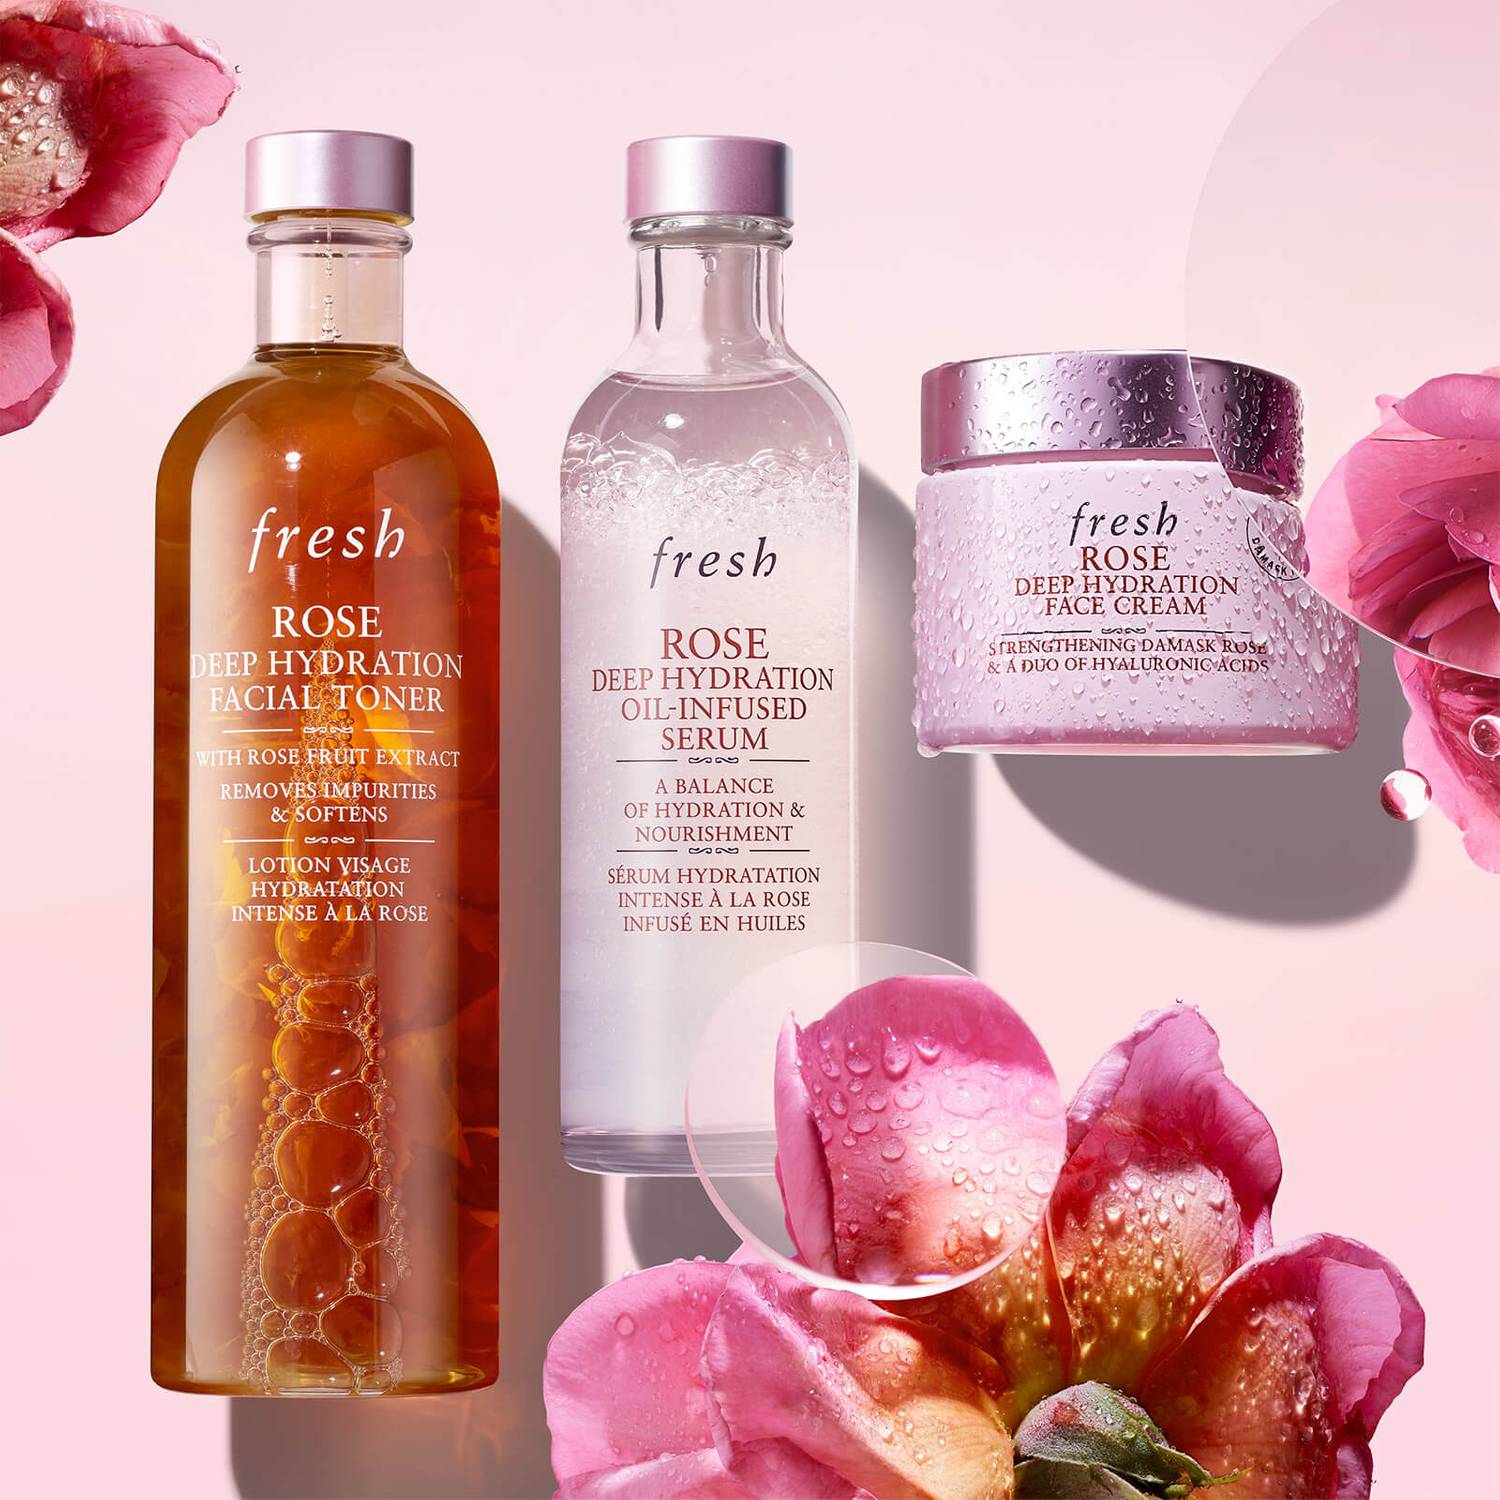 fresh
ROSE
DEEP HYDRATION
FACIAL TONER
WITH ROSE FRUIT EXTRACT
REMOVES IMPURITIES
& SOFTENS
LOTION VISAGE
HYDRATATION
INTENSE À LA ROSE
fresh
ROSE
DEEP HYDRATION
OIL-INFUSED
SERUM
A BALANCE
OF HYDRATION &
NOURISHMENT
SÉRUM HYDRATATION
INTENSE À LA ROSE
INFUSÉ EN HUILES
fresh
ROSE
DEEP HYDRATION
FACE CREAM
STRENGTHENING DAMASK ROSE
& A DUO OF HYALURONIC ACIDS
DAMASK